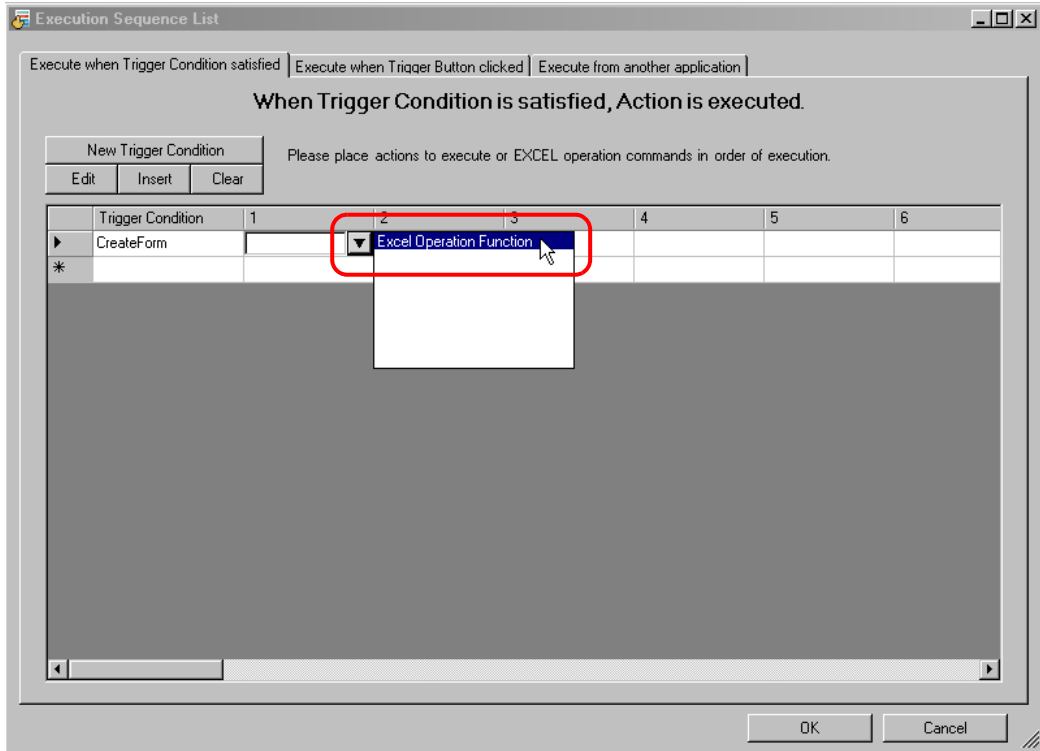 Execution Sequence List
Execute when Trigger Condition satisfied Execute when Trigger Button clicked Execute from another application
When Trigger Condition is satisfied, Action is executed.
New Trigger Condition
Please place actions to execute or EXCEL operation commands in order of execution.
Edit Insert Clear
Trigger Condition 1 2 3 4 5 6
CreateForm Excel Operation Function
OK Cancel